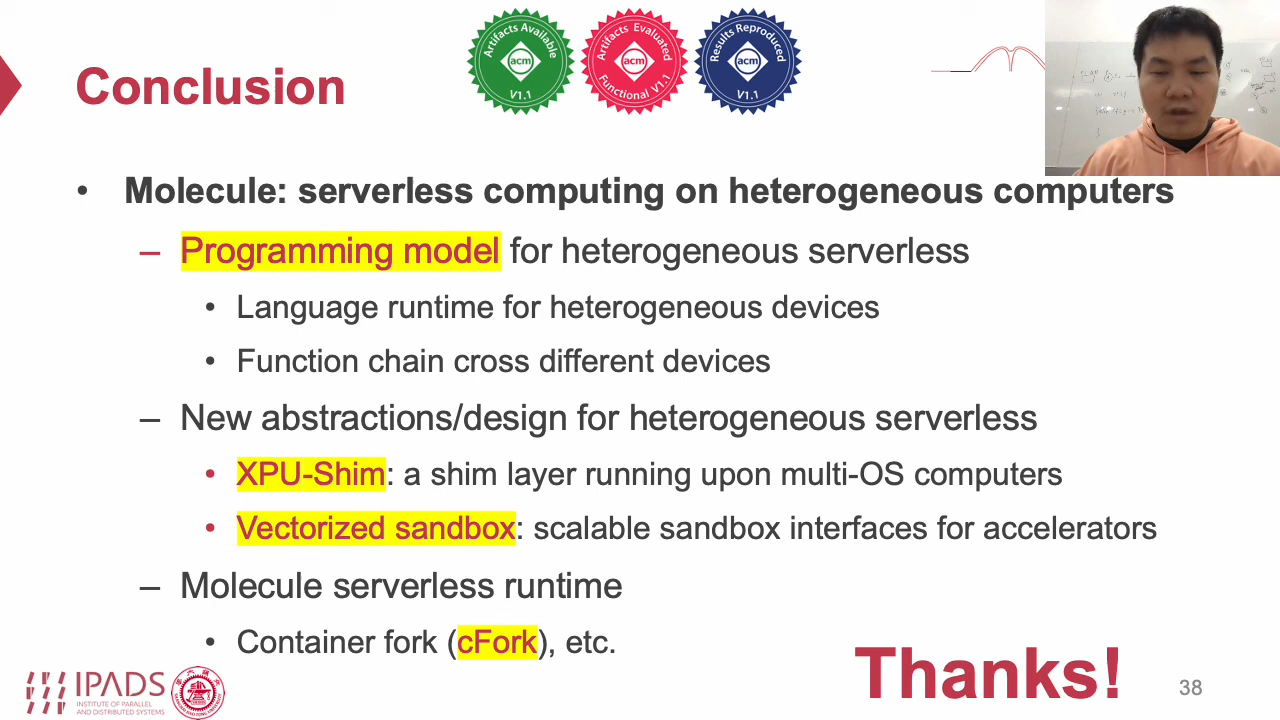 Artifacts Available
acm
V1.1
Artifacts Evaluated
acm
Functional V1.1
Results Reproduced
acm
V1.1
Conclusion
• Molecule: serverless computing on heterogeneous computers
– Programming model for heterogeneous serverless
• Language runtime for heterogeneous devices
• Function chain cross different devices
– New abstractions/design for heterogeneous serverless
• XPU-Shim: a shim layer running upon multi-OS computers
• Vectorized sandbox: scalable sandbox interfaces for accelerators
– Molecule serverless runtime
• Container fork (cFork), etc.
Thanks!
IPADS
INSTITUTE OF PARALLEL
AND DISTRIBUTED SYSTEMS
38